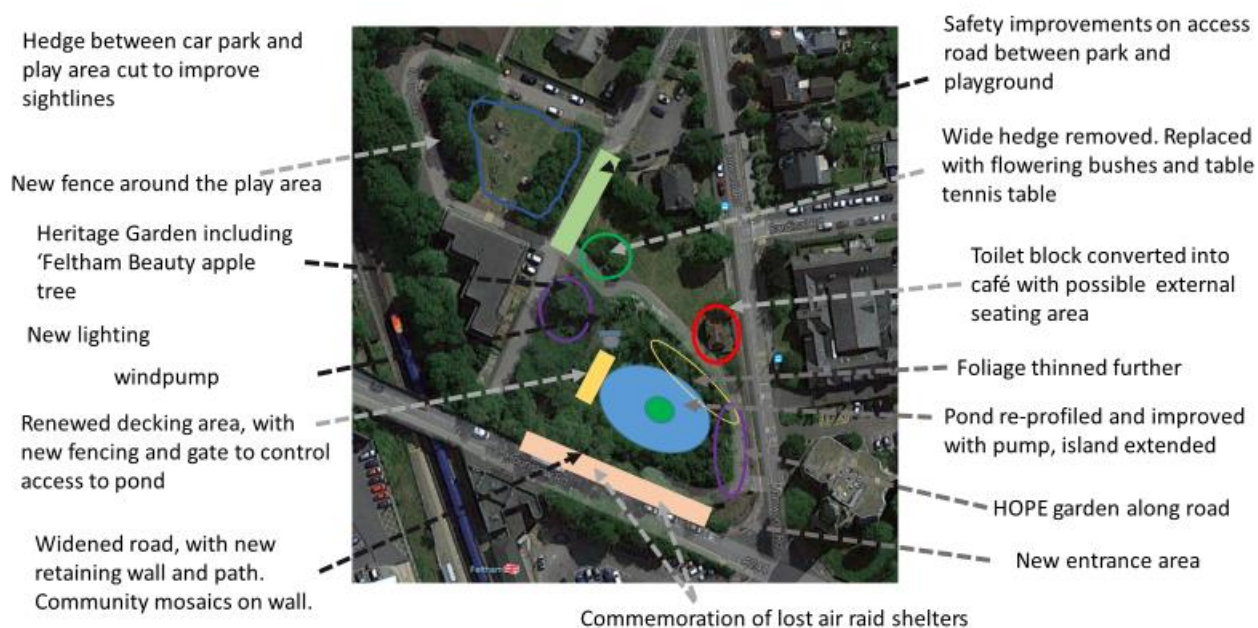 Hedge between car park and
play area cut to improve
sightlines
New fence around the play area
Heritage Garden including
‘Feltham Beauty apple
tree
New lighting
windpump
Renewed decking area, with
new fencing and gate to control
access to pond
Widened road, with new
retaining wall and path.
Community mosaics on wall.
Feltham
Commemoration of lost air raid shelters
Safety improvements on access
road between park and
playground
Wide hedge removed. Replaced
with flowering bushes and table
tennis table
Toilet block converted into
café with possible external
seating area
Foliage thinned further
Pond re-profiled and improved
with pump, island extended
HOPE garden along road
New entrance area